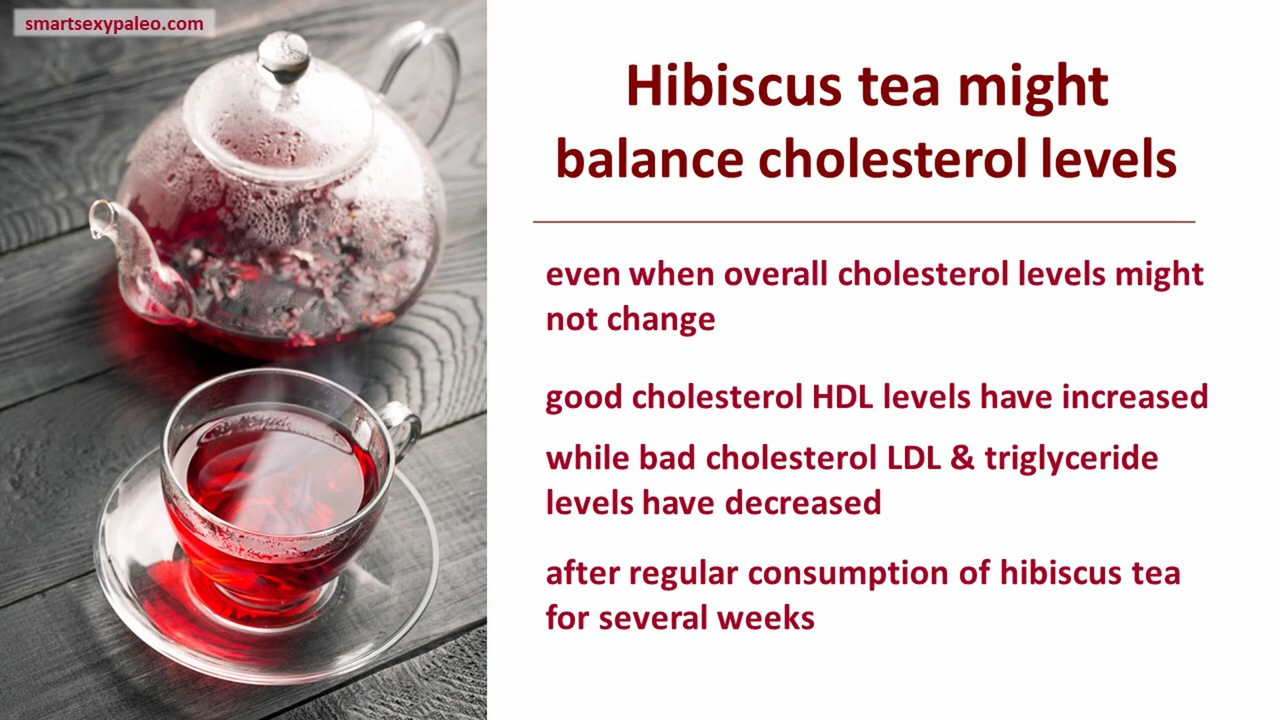 smartsexypaleo.com
Hibiscus tea might
balance cholesterol levels
even when overall cholesterol levels might
not change
good cholesterol HDL levels have increased
while bad cholesterol LDL & triglyceride
levels have decreased
after regular consumption of hibiscus tea
for several weeks